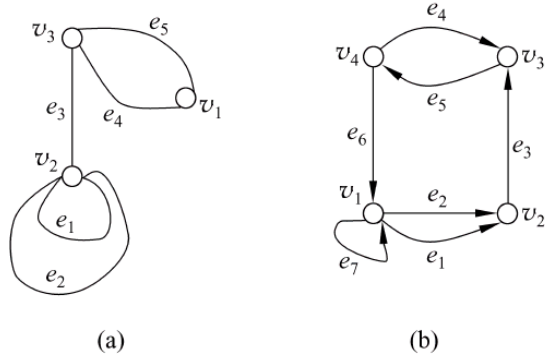 v₃
e₅
e₃
e₄
v₁
v₂
e₁
e₂
(a)
e₄
v₄
v₃
e₅
e₆
e₃
v₁
e₂
v₂
e₁
e₇
(b)